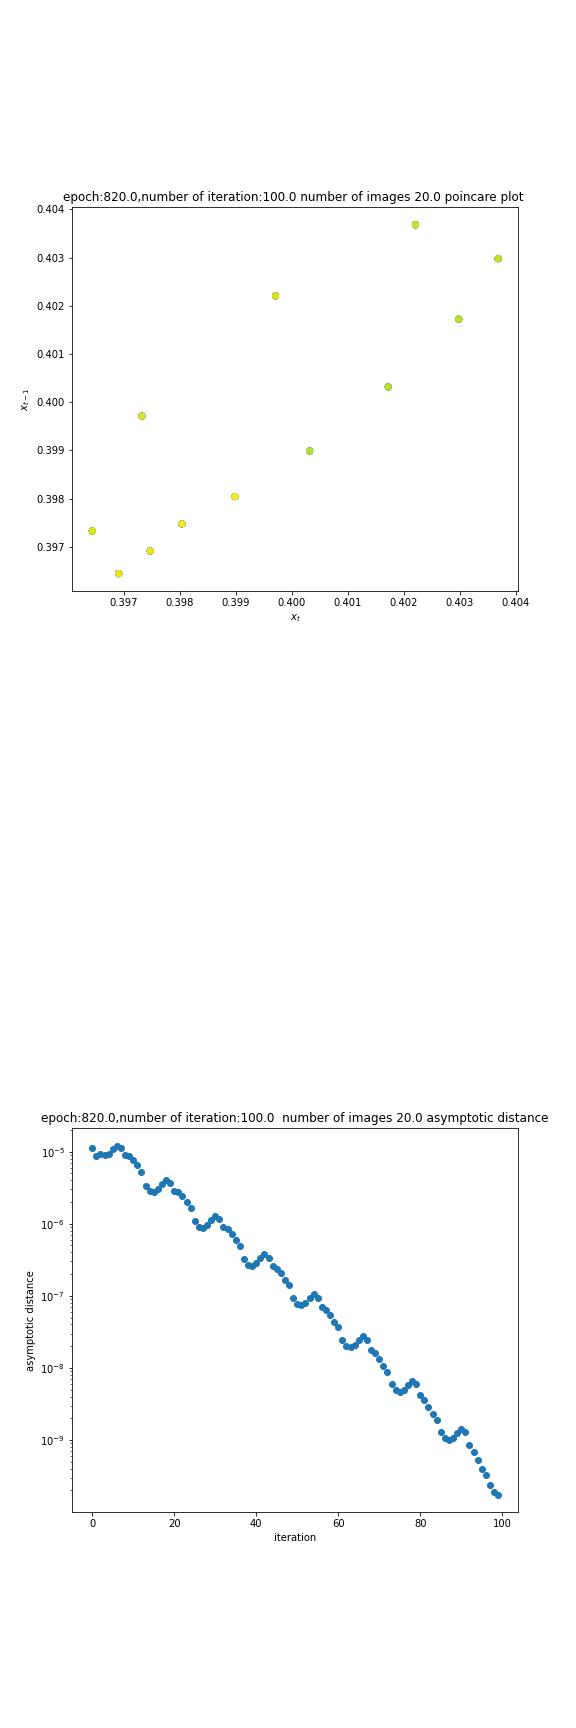 epoch:820.0,number of iteration:100.0 number of images 20.0 poincare plot
0.404
0.403
0.402
0.401
0.400
0.399
0.398
0.397
x_{t-1}
0.397 0.398 0.399 0.400 0.401 0.402 0.403 0.404
x_t
epoch:820.0,number of iteration:100.0  number of images 20.0 asymptotic distance
10^{-5}
10^{-6}
10^{-7}
10^{-8}
10^{-9}
asymptotic distance
0 20 40 60 80 100
iteration